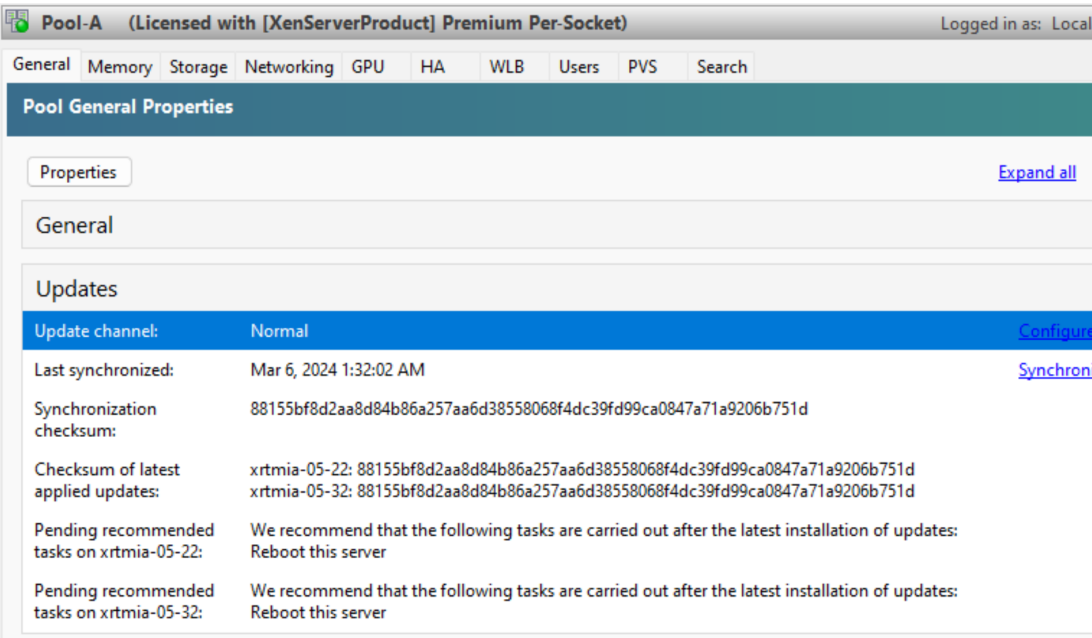 Pool-A (Licensed with [XenServerProduct] Premium Per-Socket) Logged in as: Local
General Memory Storage Networking GPU HA WLB Users PVS Search
Pool General Properties
Properties Expand all
General
Updates
Update channel: Normal Configure
Last synchronized: Mar 6, 2024 1:32:02 AM Synchroni
Synchronization 88155bf8d2aa8d84b86a257aa6d38558068f4dc39fd99ca0847a71a9206b751d
checksum:
Checksum of latest xrtmia-05-22: 88155bf8d2aa8d84b86a257aa6d38558068f4dc39fd99ca0847a71a9206b751d
applied updates: xrtmia-05-32: 88155bf8d2aa8d84b86a257aa6d38558068f4dc39fd99ca0847a71a9206b751d
Pending recommended We recommend that the following tasks are carried out after the latest installation of updates:
tasks on xrtmia-05-22: Reboot this server
Pending recommended We recommend that the following tasks are carried out after the latest installation of updates:
tasks on xrtmia-05-32: Reboot this server